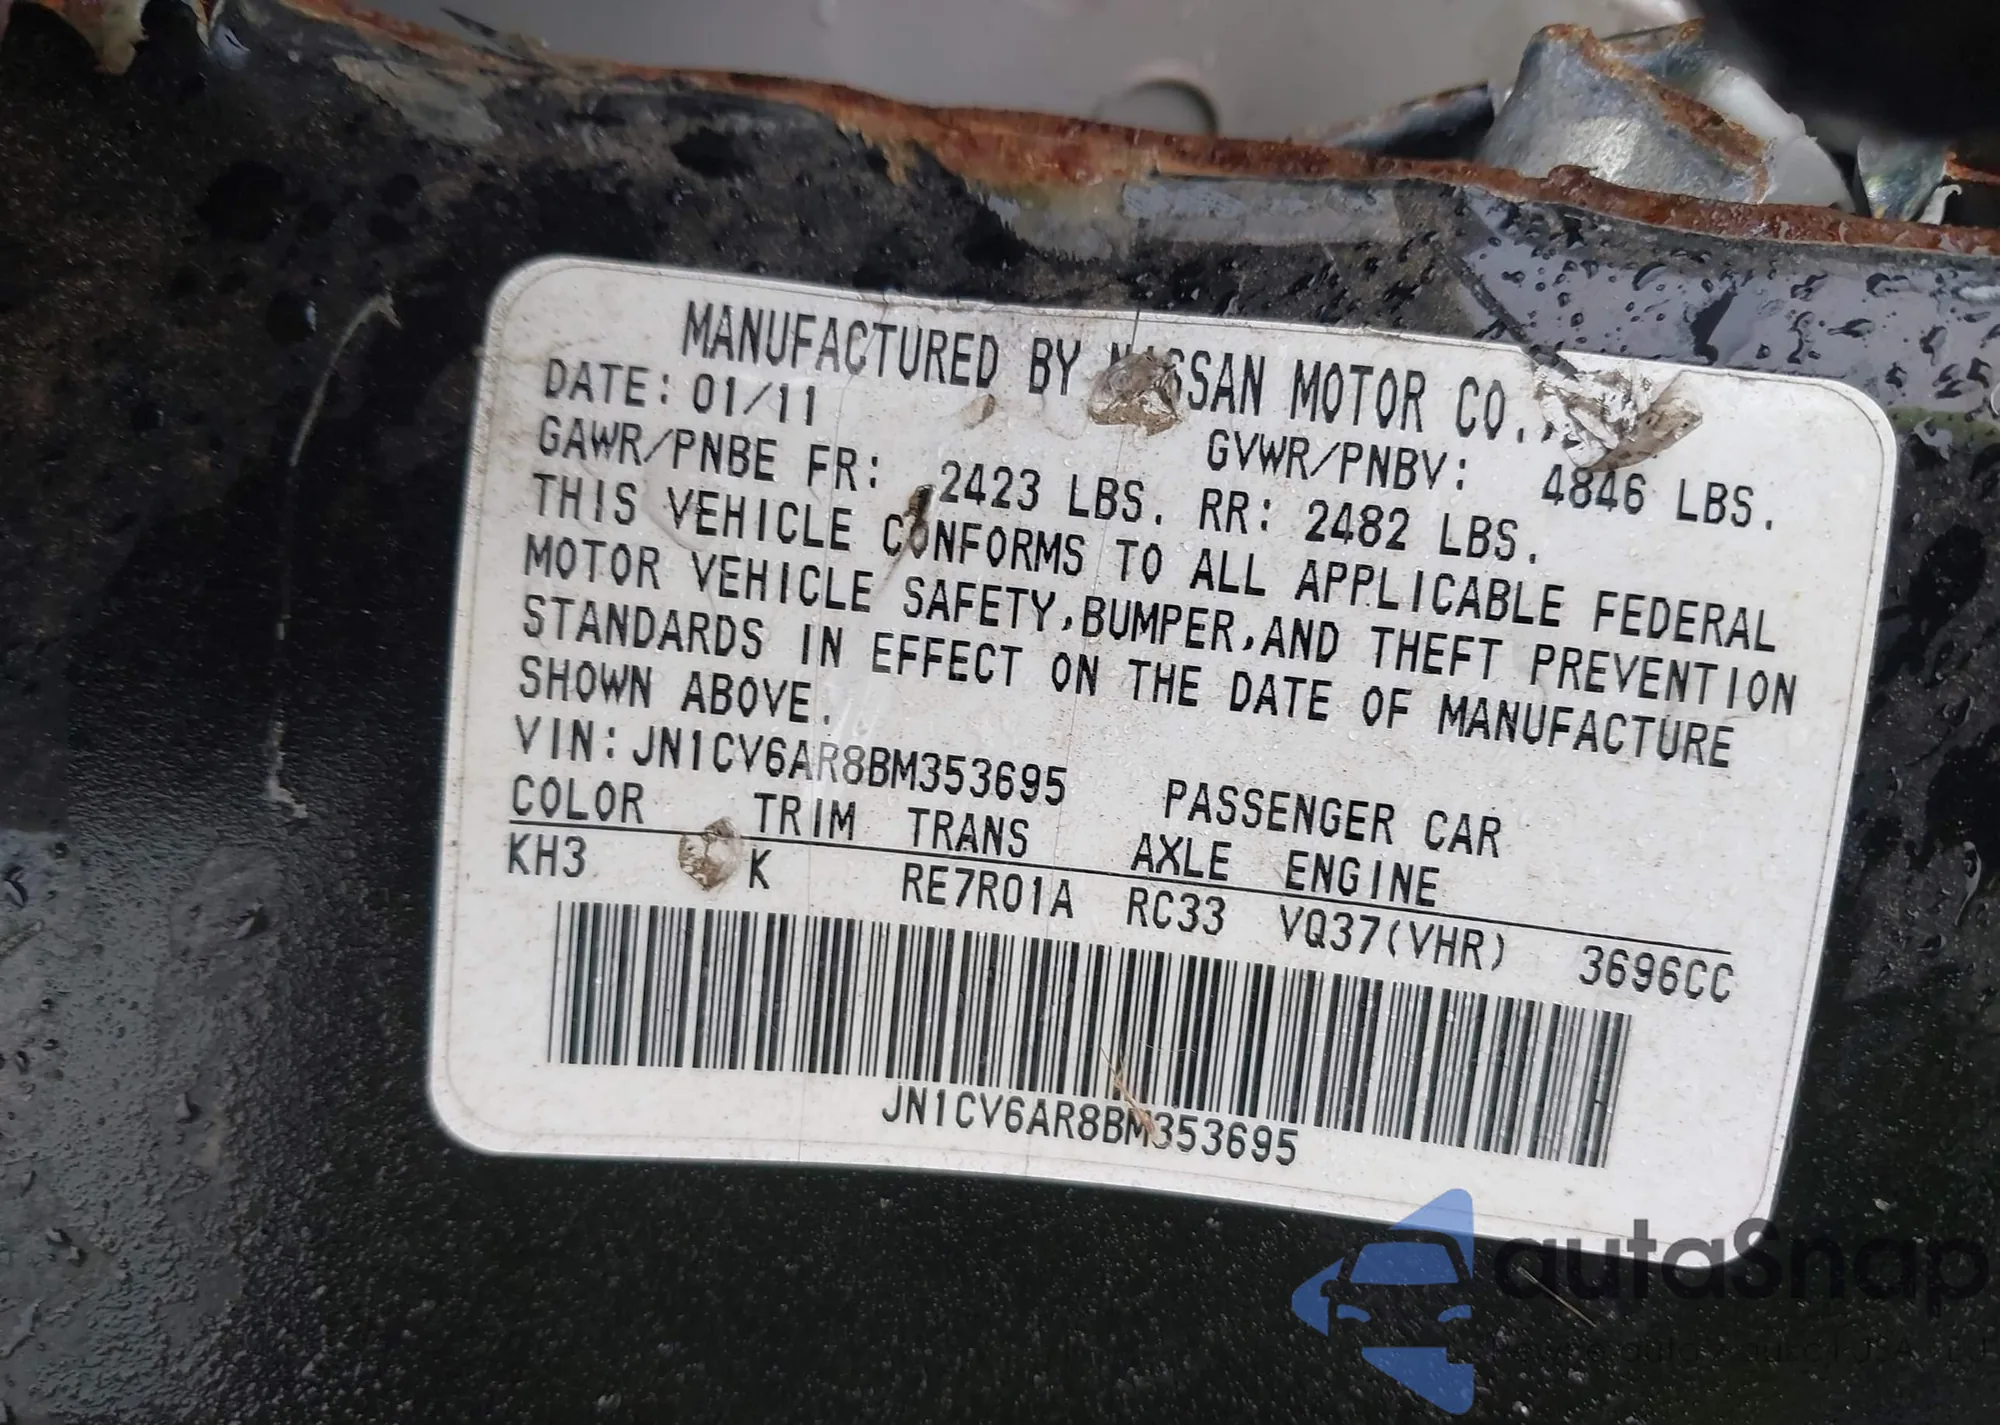 MANUFACTURED BY NISSAN MOTOR CO.,
DATE: 01/11
GVWR/PNBV: 4846 LBS.
GAWR/PNBE FR: 2423 LBS. RR: 2482 LBS.
THIS VEHICLE CONFORMS TO ALL APPLICABLE FEDERAL
MOTOR VEHICLE SAFETY,BUMPER,AND THEFT PREVENTION
STANDARDS IN EFFECT ON THE DATE OF MANUFACTURE
SHOWN ABOVE.
VIN:JN1CV6AR8BM353695 PASSENGER CAR
COLOR TRIM TRANS AXLE ENGINE
KH3 K RE7R01A RC33 VQ37(VHR) 3696CC
JN1CV6AR8BM353695
autaSnap